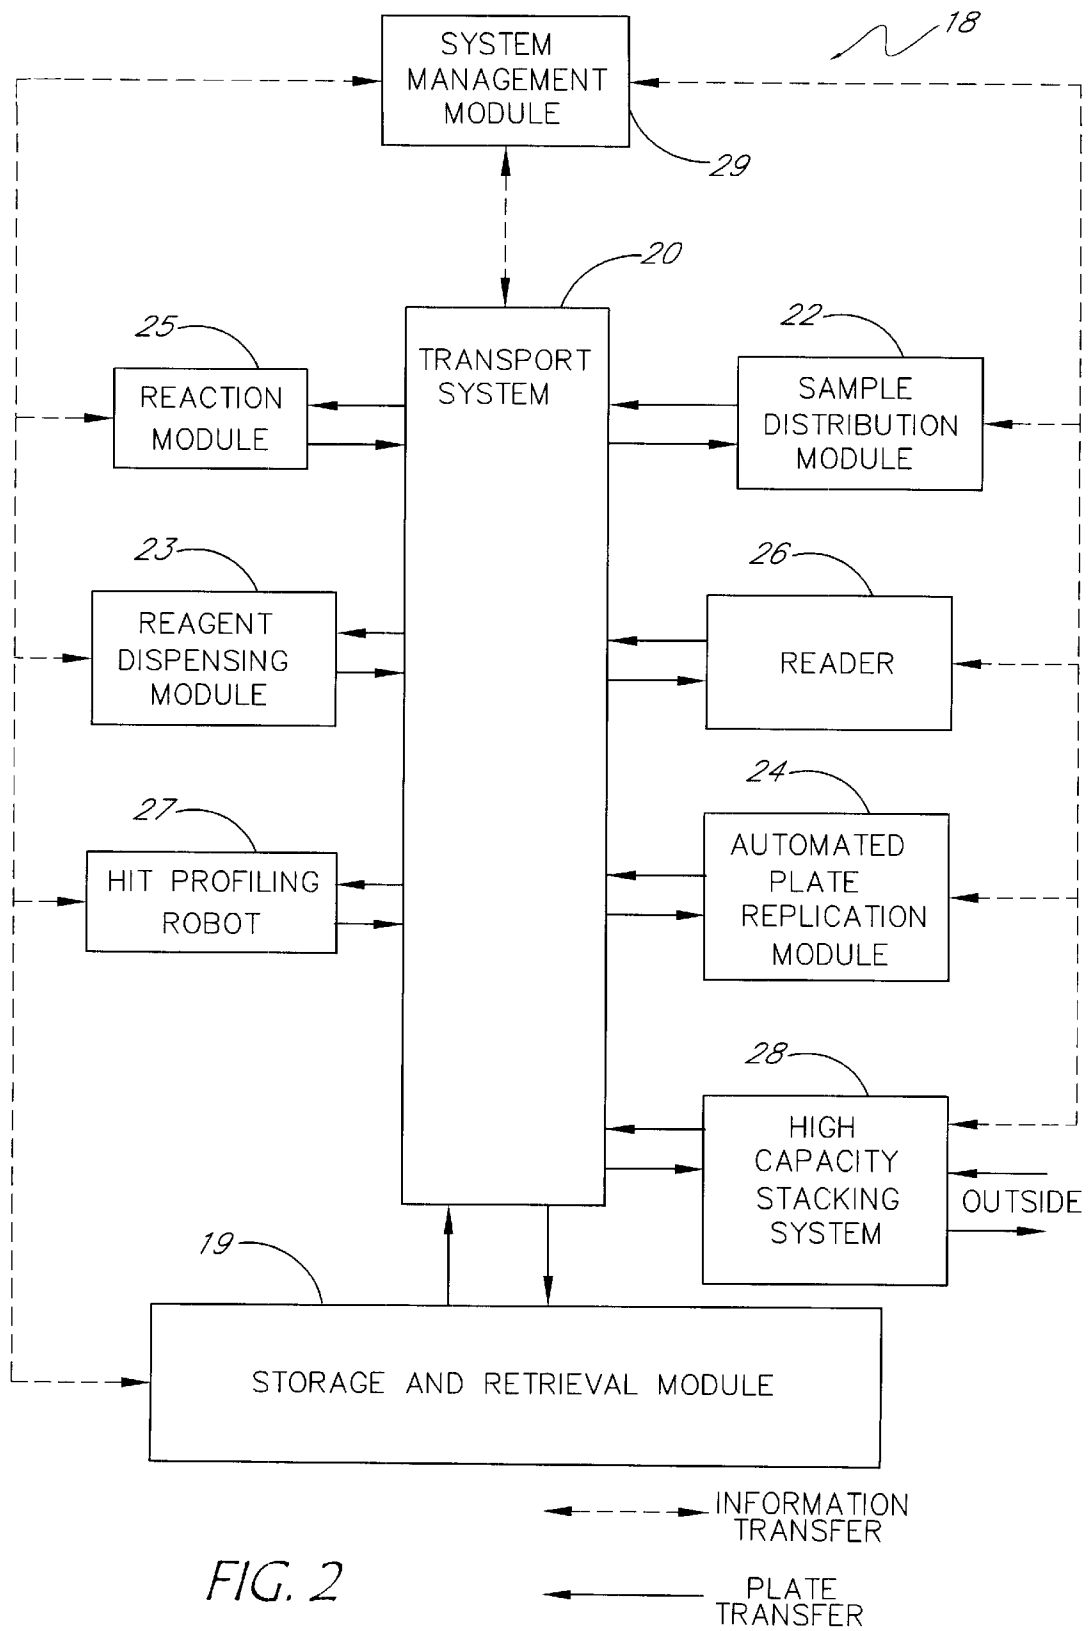 18
SYSTEM
MANAGEMENT
MODULE
29
20
TRANSPORT
SYSTEM
25
REACTION
MODULE
22
SAMPLE
DISTRIBUTION
MODULE
23
REAGENT
DISPENSING
MODULE
26
READER
27
HIT PROFILING
ROBOT
24
AUTOMATED
PLATE
REPLICATION
MODULE
28
HIGH
CAPACITY
STACKING
SYSTEM
OUTSIDE
19
STORAGE AND RETRIEVAL MODULE
INFORMATION
TRANSFER
PLATE
TRANSFER
FIG. 2